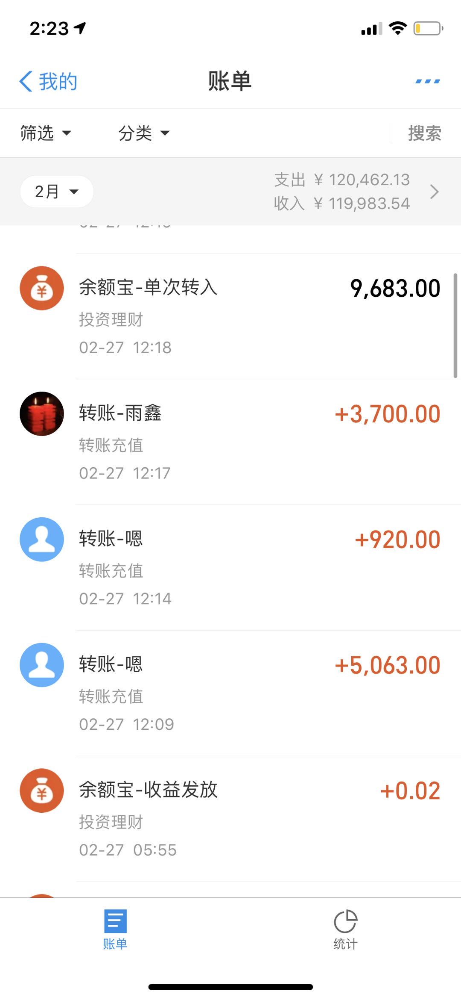 2:23
我的
账单
筛选
分类
搜索
2月
支出 ¥ 120,462.13
收入 ¥ 119,983.54
余额宝-单次转入
9,683.00
投资理财
02-27 12:18
转账-雨鑫
+3,700.00
转账充值
02-27 12:17
转账-嗯
+920.00
转账充值
02-27 12:14
转账-嗯
+5,063.00
转账充值
02-27 12:09
余额宝-收益发放
+0.02
投资理财
02-27 05:55
账单
统计